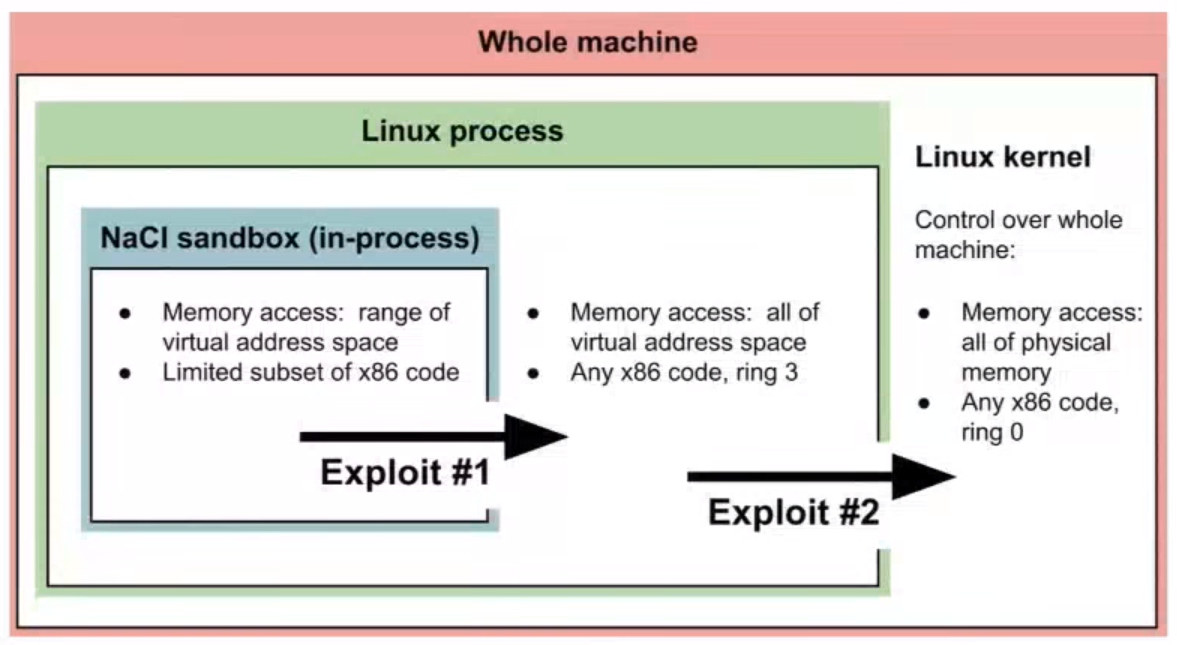 Whole machine
Linux process
NaCl sandbox (in-process)
● Memory access: range of
virtual address space
● Limited subset of x86 code
Exploit #1
● Memory access: all of
virtual address space
● Any x86 code, ring 3
Exploit #2
Linux kernel
Control over whole
machine:
● Memory access:
all of physical
memory
● Any x86 code,
ring 0